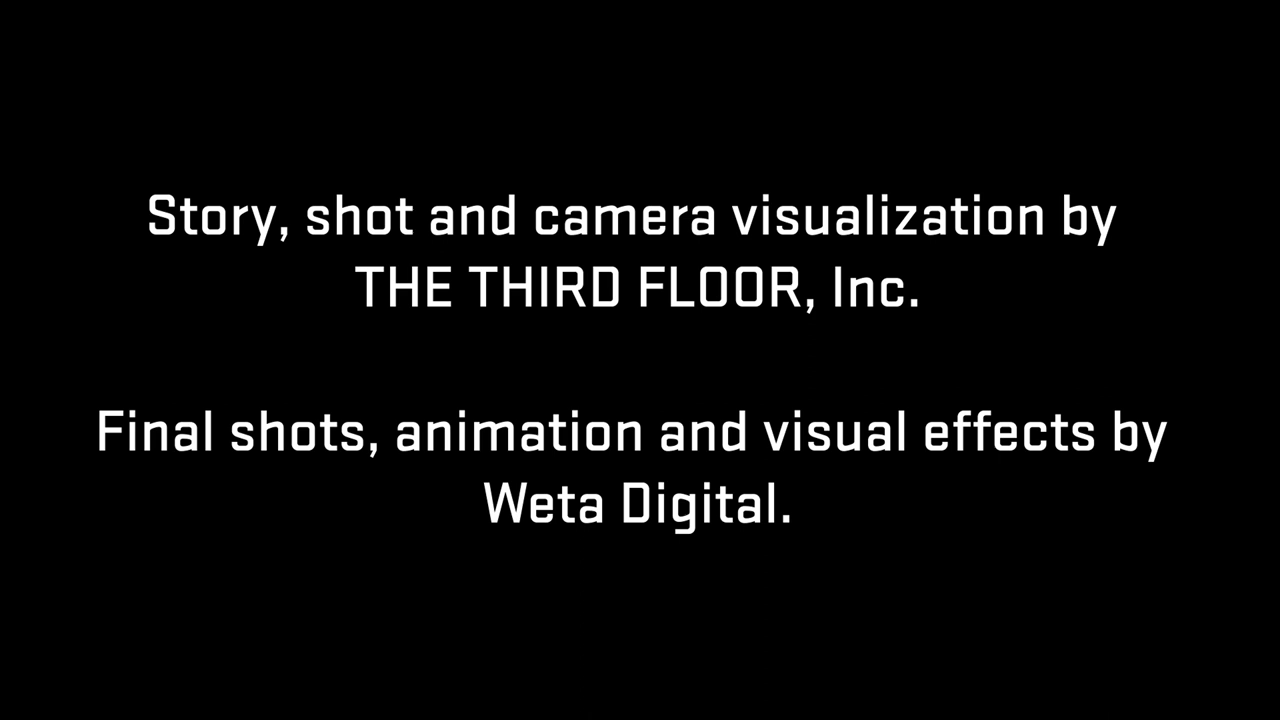 Story, shot and camera visualization by
THE THIRD FLOOR, Inc.
Final shots, animation and visual effects by
Weta Digital.